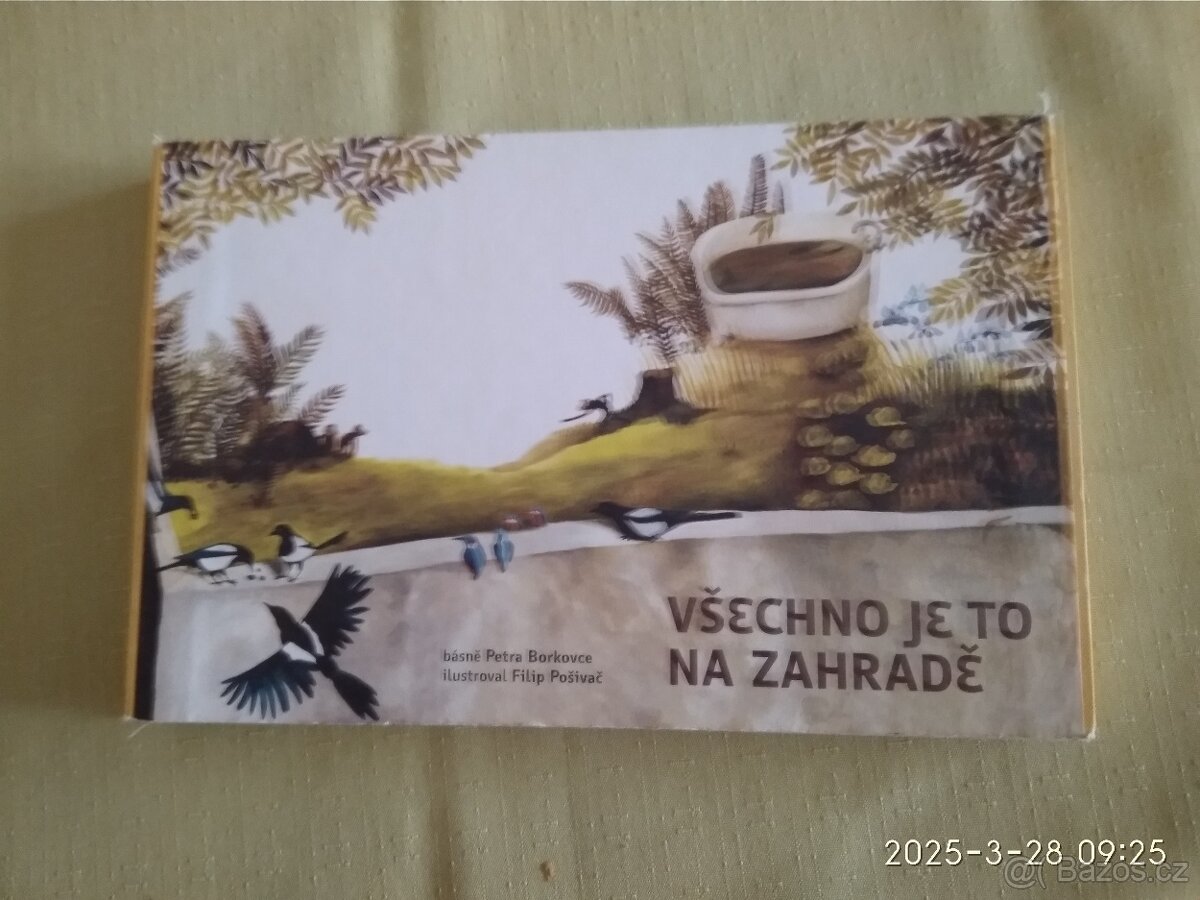 básně Petra Borkovce
ilustroval Filip Pošivač
VŠECHNO JE TO
NA ZAHRADĚ
2025-3-28 09:25
@( Bazos.cz